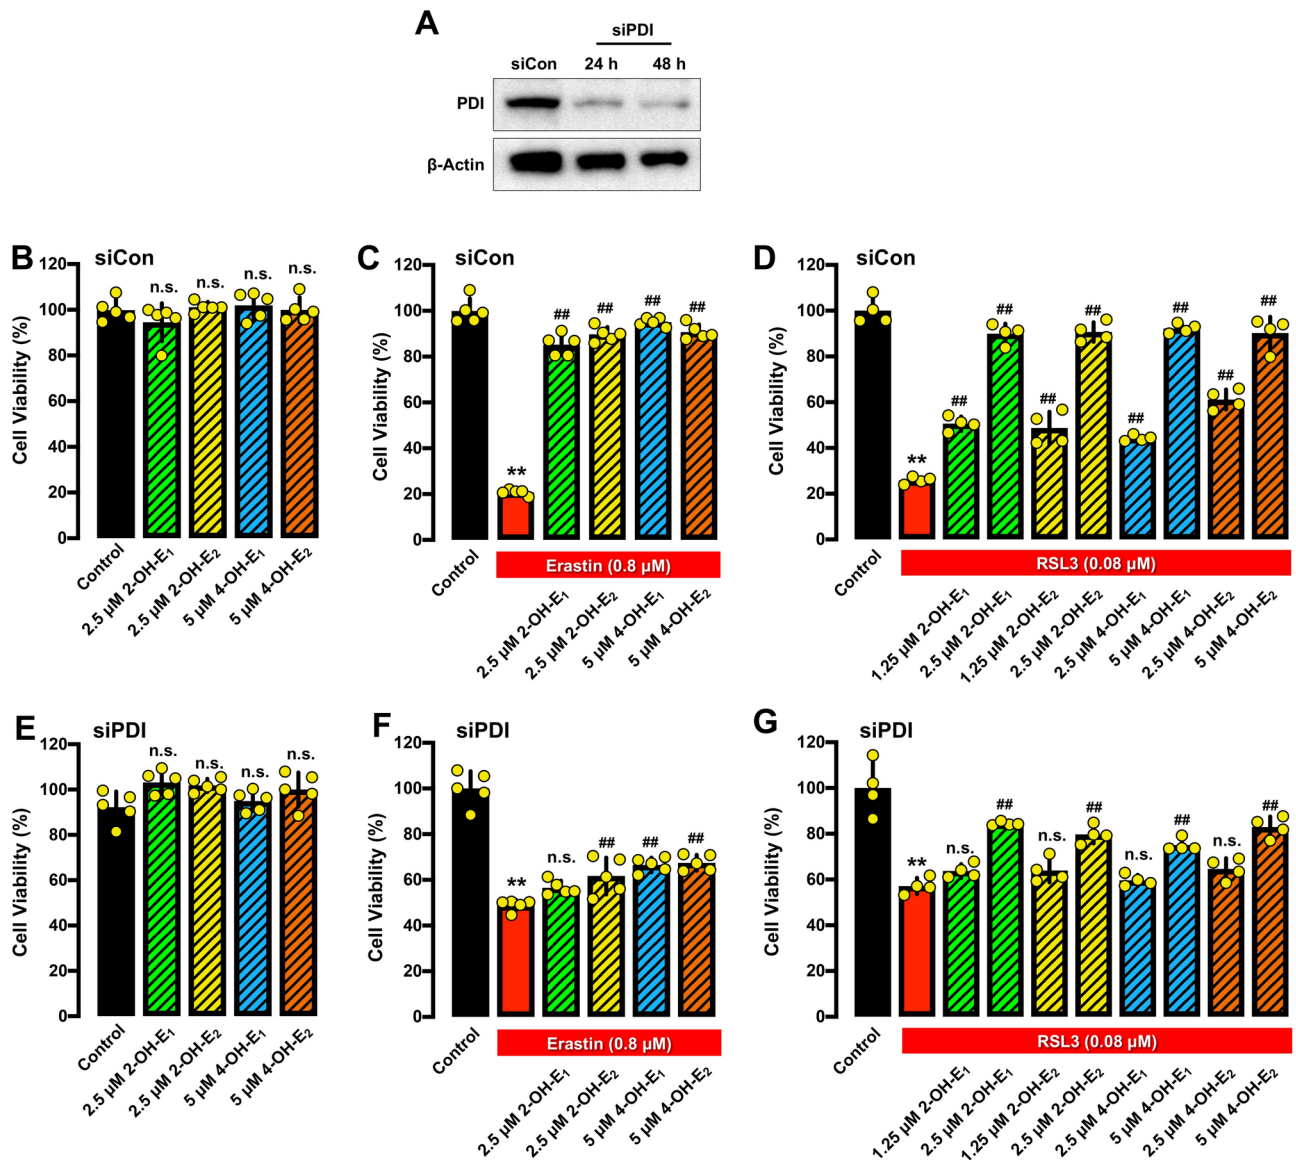 A
siPDI
siCon 24 h 48 h
PDI
β-Actin
B
siCon
Cell Viability (%)
120
100
80
60
40
20
0
n.s. n.s. n.s. n.s.
Control
2.5 µM 2-OH-E₁
2.5 µM 2-OH-E₂
5 µM 4-OH-E₁
5 µM 4-OH-E₂
C
siCon
Cell Viability (%)
120
100
80
60
40
20
0
** ## ## ## ##
Control
Erastin (0.8 µM)
2.5 µM 2-OH-E₁
2.5 µM 2-OH-E₂
5 µM 4-OH-E₁
5 µM 4-OH-E₂
D
siCon
Cell Viability (%)
120
100
80
60
40
20
0
** ## ## ## ## ## ## ## ##
Control
RSL3 (0.08 µM)
1.25 µM 2-OH-E₁
2.5 µM 2-OH-E₁
1.25 µM 2-OH-E₂
2.5 µM 2-OH-E₂
2.5 µM 4-OH-E₁
5 µM 4-OH-E₁
2.5 µM 4-OH-E₂
5 µM 4-OH-E₂
E
siPDI
Cell Viability (%)
120
100
80
60
40
20
0
n.s. n.s. n.s. n.s.
Control
2.5 µM 2-OH-E₁
2.5 µM 2-OH-E₂
5 µM 4-OH-E₁
5 µM 4-OH-E₂
F
siPDI
Cell Viability (%)
120
100
80
60
40
20
0
** n.s. ## ## ##
Control
Erastin (0.8 µM)
2.5 µM 2-OH-E₁
2.5 µM 2-OH-E₂
5 µM 4-OH-E₁
5 µM 4-OH-E₂
G
siPDI
Cell Viability (%)
120
100
80
60
40
20
0
** n.s. ## n.s. ## n.s. ## n.s. ##
Control
RSL3 (0.08 µM)
1.25 µM 2-OH-E₁
2.5 µM 2-OH-E₁
1.25 µM 2-OH-E₂
2.5 µM 2-OH-E₂
2.5 µM 4-OH-E₁
5 µM 4-OH-E₁
2.5 µM 4-OH-E₂
5 µM 4-OH-E₂